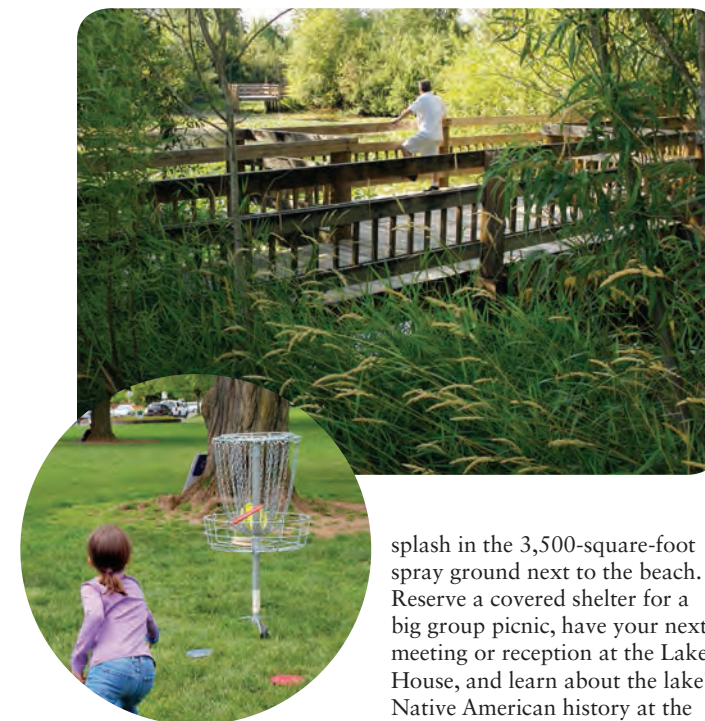 splash in the 3,500-square-foot
spray ground next to the beach.
Reserve a covered shelter for a
big group picnic, have your next
meeting or reception at the Lake
House, and learn about the lake
Native American history at the